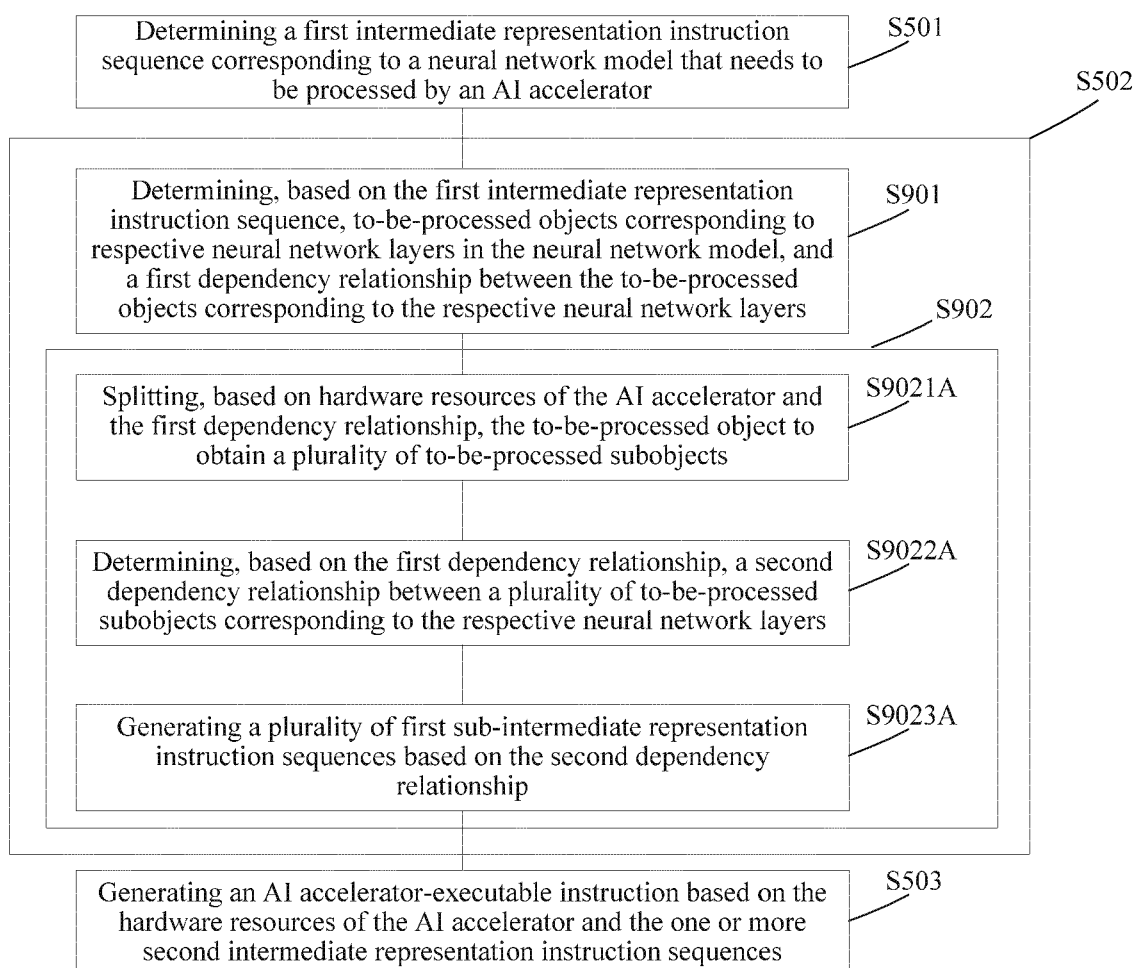 Determining a first intermediate representation instruction
sequence corresponding to a neural network model that needs to
be processed by an AI accelerator
S501
S502
Determining, based on the first intermediate representation
instruction sequence, to-be-processed objects corresponding to
respective neural network layers in the neural network model, and
a first dependency relationship between the to-be-processed
objects corresponding to the respective neural network layers
S901
S902
Splitting, based on hardware resources of the AI accelerator and
the first dependency relationship, the to-be-processed object to
obtain a plurality of to-be-processed subobjects
S9021A
Determining, based on the first dependency relationship, a second
dependency relationship between a plurality of to-be-processed
subobjects corresponding to the respective neural network layers
S9022A
Generating a plurality of first sub-intermediate representation
instruction sequences based on the second dependency
relationship
S9023A
Generating an AI accelerator-executable instruction based on the
hardware resources of the AI accelerator and the one or more
second intermediate representation instruction sequences
S503